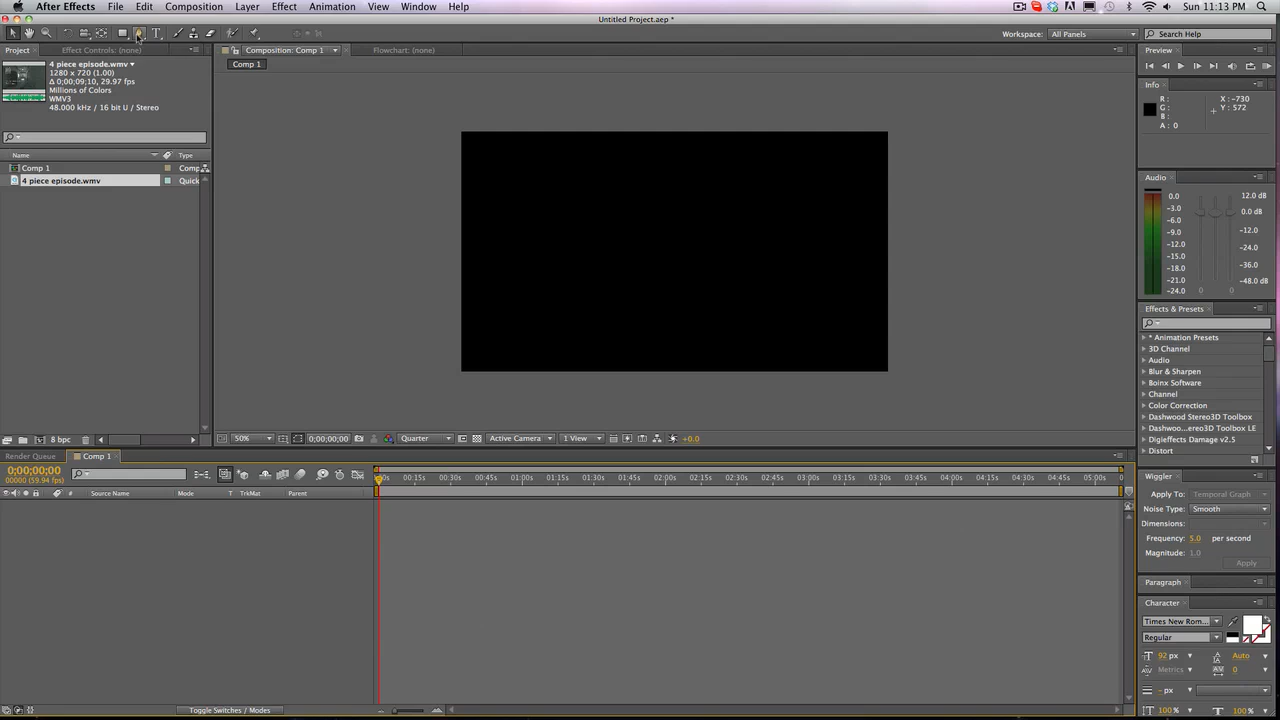 After Effects File Edit Composition Layer Effect Animation View Window Help Sun 11:13 PM
Untitled Project.aep *
T Workspace: All Panels Search Help
Project Effect Controls: (none) Composition: Comp 1 Flowchart: (none) Preview
4 piece episode.wmv Comp 1
1280 x 720 (1.00)
Δ 0;00;09;10, 29.97 fps
Millions of Colors
WMV3
48.000 kHz / 16 bit U / Stereo
Info
R : X : -730
G : Y : 572
B :
A : 0
Name Type
Comp 1 Comp
4 piece episode.wmv Quick
Audio
0.0 12.0 dB
-3.0 0.0 dB
-6.0
-9.0 -12.0
-12.0
-15.0 -24.0
-18.0 -36.0
-21.0
-24.0 0 0 -48.0 dB
Effects & Presets
* Animation Presets
3D Channel
Audio
Blur & Sharpen
Boinx Software
Channel
Color Correction
Dashwood Stereo3D Toolbox
Dashwoo...ereo3D Toolbox LE
Digieffects Damage v2.5
Distort
8 bpc 50% 0;00;00;00 Quarter Active Camera 1 View +0.0
Render Queue Comp 1
0;00;00;00
00000 (59.94 fps)
00:15s 00:30s 00:45s 01:00s 01:15s 01:30s 01:45s 02:00s 02:15s 02:30s 02:45s 03:00s 03:15s 03:30s 03:45s 04:00s 04:15s 04:30s 04:45s 05:00s
# Source Name Mode T TrkMat Parent
Wiggler
Apply To: Temporal Graph
Noise Type: Smooth
Dimensions:
Frequency: 5.0 per second
Magnitude: 1.0
Apply
Paragraph
Character
Times New Rom...
Regular
92 px Auto
Metrics 0
- px
100% 100%
Toggle Switches / Modes